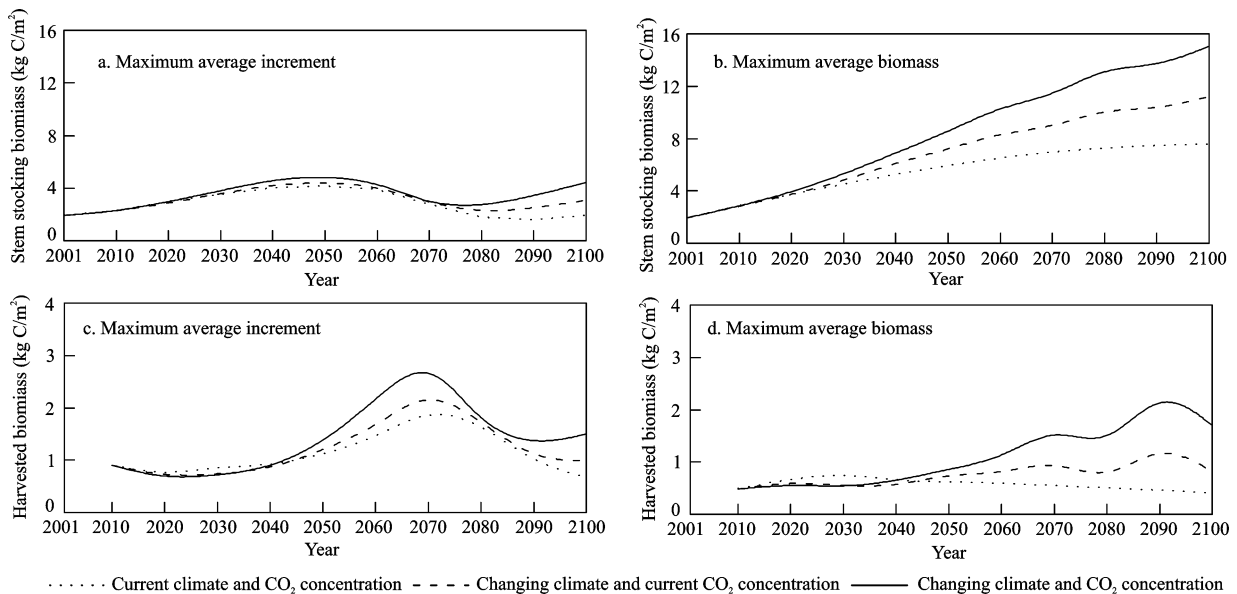 Stem stocking biomiass (kg C/m²)
a. Maximum average increment
16
12
8
4
0
2001 2010 2020 2030 2040 2050 2060 2070 2080 2090 2100
Year
Stem stocking biomiass (kg C/m²)
b. Maximum average biomass
16
12
8
4
0
2001 2010 2020 2030 2040 2050 2060 2070 2080 2090 2100
Year
Harvested biomiass (kg C/m²)
c. Maximum average increment
4
3
2
1
0
2001 2010 2020 2030 2040 2050 2060 2070 2080 2090 2100
Year
Harvested biomiass (kg C/m²)
d. Maximum average biomass
4
3
2
1
0
2001 2010 2020 2030 2040 2050 2060 2070 2080 2090 2100
Year
Current climate and CO₂ concentration
Changing climate and current CO₂ concentration
Changing climate and CO₂ concentration